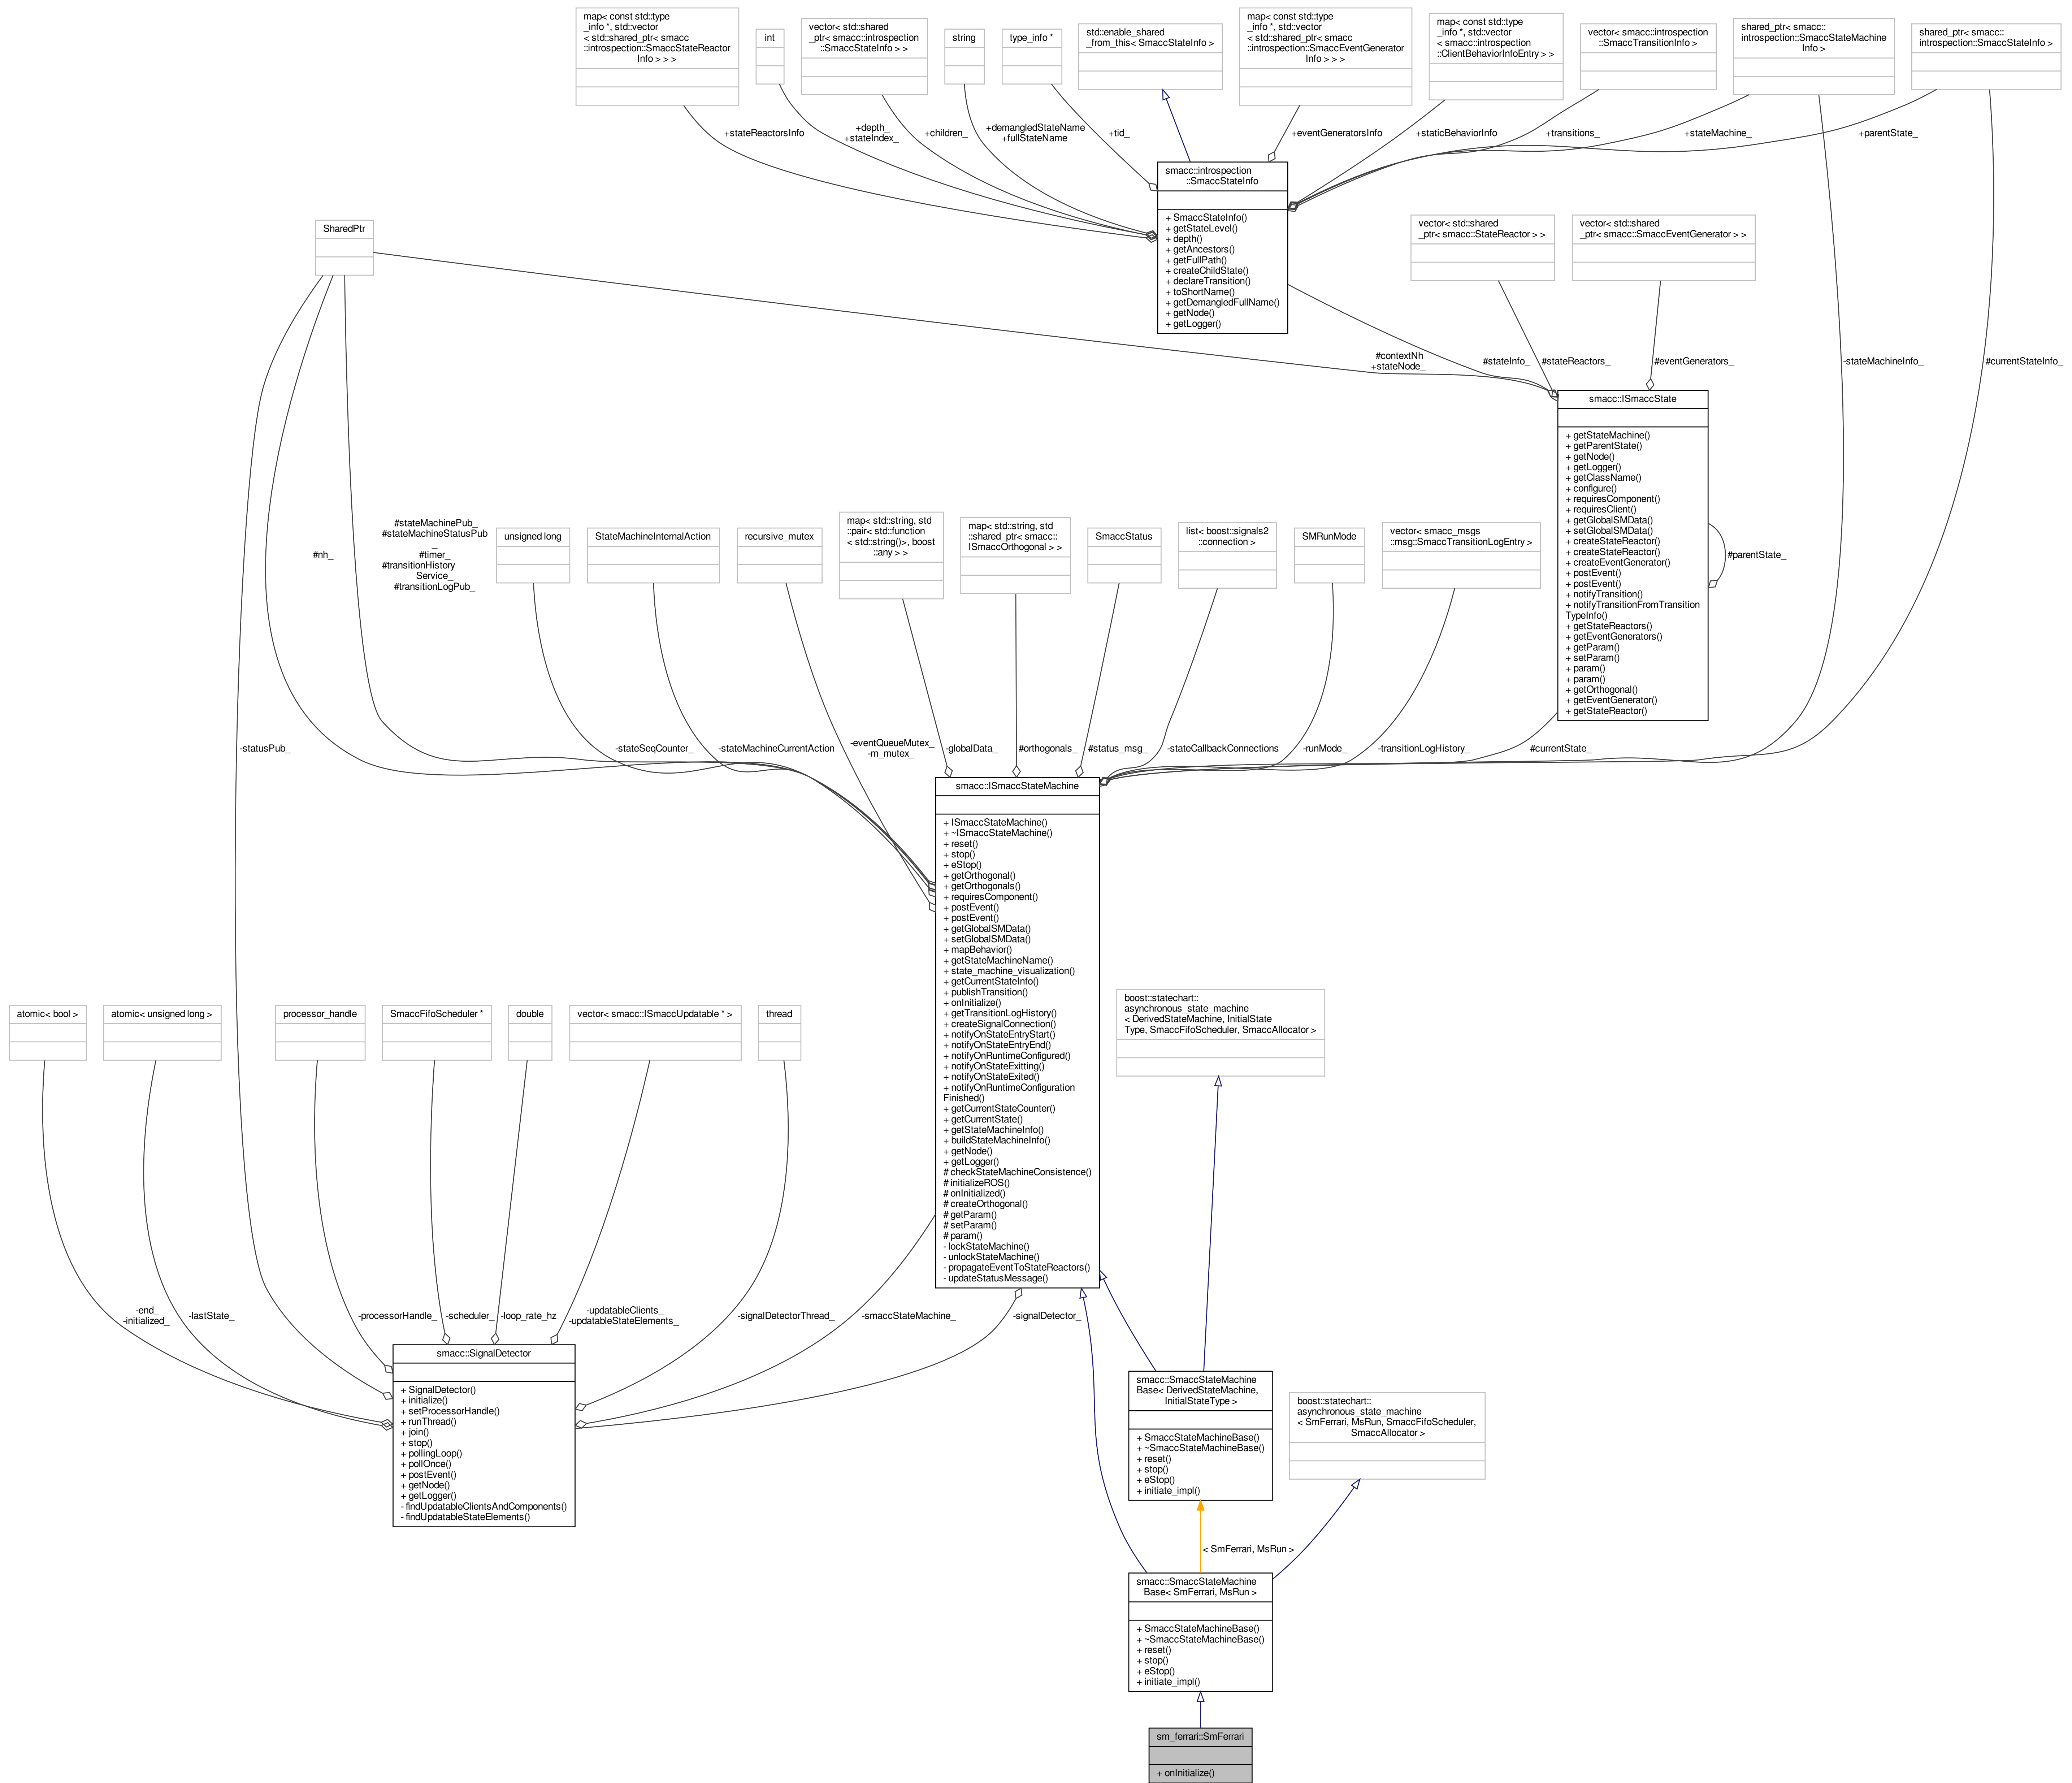 map< const std::type
_info *, std::vector
< std::shared_ptr< smacc
::introspection::SmaccStateReactor
Info > > >
int
vector< std::shared
_ptr< smacc::introspection
::SmaccStateInfo > >
string
type_info *
std::enable_shared
_from_this< SmaccStateInfo >
map< const std::type
_info *, std::vector
< std::shared_ptr< smacc
::introspection::SmaccEventGenerator
Info > > >
map< const std::type
_info *, std::vector
< smacc::introspection
::ClientBehaviorInfoEntry > >
vector< smacc::introspection
::SmaccTransitionInfo >
shared_ptr< smacc::
introspection::SmaccStateMachine
Info >
shared_ptr< smacc::
introspection::SmaccStateInfo >
+stateReactorsInfo
+depth_
+stateIndex_
+children_
+demangledStateName
+fullStateName
+tid_
+eventGeneratorsInfo
+staticBehaviorInfo
+transitions_
+stateMachine_
+parentState_
smacc::introspection
::SmaccStateInfo
+ SmaccStateInfo()
+ getStateLevel()
+ depth()
+ getAncestors()
+ getFullPath()
+ createChildState()
+ declareTransition()
+ toShortName()
+ getDemangledFullName()
+ getNode()
+ getLogger()
SharedPtr
vector< std::shared
_ptr< smacc::StateReactor > >
vector< std::shared
_ptr< smacc::SmaccEventGenerator > >
#contextNh
+stateNode_
#stateInfo_
#stateReactors_
#eventGenerators_
-stateMachineInfo_
#currentStateInfo_
smacc::ISmaccState
+ getStateMachine()
+ getParentState()
+ getNode()
+ getLogger()
+ getClassName()
+ configure()
+ requiresComponent()
+ requiresClient()
+ getGlobalSMData()
+ setGlobalSMData()
+ createStateReactor()
+ createStateReactor()
+ createEventGenerator()
+ postEvent()
+ postEvent()
+ notifyTransition()
+ notifyTransitionFromTransition
TypeInfo()
+ getStateReactors()
+ getEventGenerators()
+ getParam()
+ setParam()
+ param()
+ param()
+ getOrthogonal()
+ getEventGenerator()
+ getStateReactor()
#parentState_
#nh_
#stateMachinePub_
#stateMachineStatusPub
_
#timer_
#transitionHistory
Service_
#transitionLogPub_
unsigned long
StateMachineInternalAction
recursive_mutex
map< std::string, std
::pair< std::function
< std::string()>, boost
::any > >
map< std::string, std
::shared_ptr< smacc::
ISmaccOrthogonal > >
SmaccStatus
list< boost::signals2
::connection >
SMRunMode
vector< smacc_msgs
::msg::SmaccTransitionLogEntry >
-statusPub_
-stateSeqCounter_
-stateMachineCurrentAction
-eventQueueMutex_
-m_mutex_
-globalData_
#orthogonals_
#status_msg_
-stateCallbackConnections
-runMode_
-transitionLogHistory_
#currentState_
smacc::ISmaccStateMachine
+ ISmaccStateMachine()
+ ~ISmaccStateMachine()
+ reset()
+ stop()
+ eStop()
+ getOrthogonal()
+ getOrthogonals()
+ requiresComponent()
+ postEvent()
+ postEvent()
+ getGlobalSMData()
+ setGlobalSMData()
+ mapBehavior()
+ getStateMachineName()
+ state_machine_visualization()
+ getCurrentStateInfo()
+ publishTransition()
+ onInitialize()
+ getTransitionLogHistory()
+ createSignalConnection()
+ notifyOnStateEntryStart()
+ notifyOnStateEntryEnd()
+ notifyOnRuntimeConfigured()
+ notifyOnStateExitting()
+ notifyOnStateExited()
+ notifyOnRuntimeConfiguration
Finished()
+ getCurrentStateCounter()
+ getCurrentState()
+ getStateMachineInfo()
+ buildStateMachineInfo()
+ getNode()
+ getLogger()
# checkStateMachineConsistence()
# initializeROS()
# onInitialized()
# createOrthogonal()
# getParam()
# setParam()
# param()
- lockStateMachine()
- unlockStateMachine()
- propagateEventToStateReactors()
- updateStatusMessage()
atomic< bool >
atomic< unsigned long >
processor_handle
SmaccFifoScheduler *
double
vector< smacc::ISmaccUpdatable * >
thread
boost::statechart::
asynchronous_state_machine
< DerivedStateMachine, InitialState
Type, SmaccFifoScheduler, SmaccAllocator >
-end_
-initialized_
-lastState_
-processorHandle_
-scheduler_
-loop_rate_hz
-updatableClients_
-updatableStateElements_
-signalDetectorThread_
-smaccStateMachine_
-signalDetector_
smacc::SignalDetector
+ SignalDetector()
+ initialize()
+ setProcessorHandle()
+ runThread()
+ join()
+ stop()
+ pollingLoop()
+ pollOnce()
+ postEvent()
+ getNode()
+ getLogger()
- findUpdatableClientsAndComponents()
- findUpdatableStateElements()
smacc::SmaccStateMachine
Base< DerivedStateMachine,
InitialStateType >
+ SmaccStateMachineBase()
+ ~SmaccStateMachineBase()
+ reset()
+ stop()
+ eStop()
+ initiate_impl()
boost::statechart::
asynchronous_state_machine
< SmFerrari, MsRun, SmaccFifoScheduler,
SmaccAllocator >
< SmFerrari, MsRun >
smacc::SmaccStateMachine
Base< SmFerrari, MsRun >
+ SmaccStateMachineBase()
+ ~SmaccStateMachineBase()
+ reset()
+ stop()
+ eStop()
+ initiate_impl()
sm_ferrari::SmFerrari
+ onInitialize()